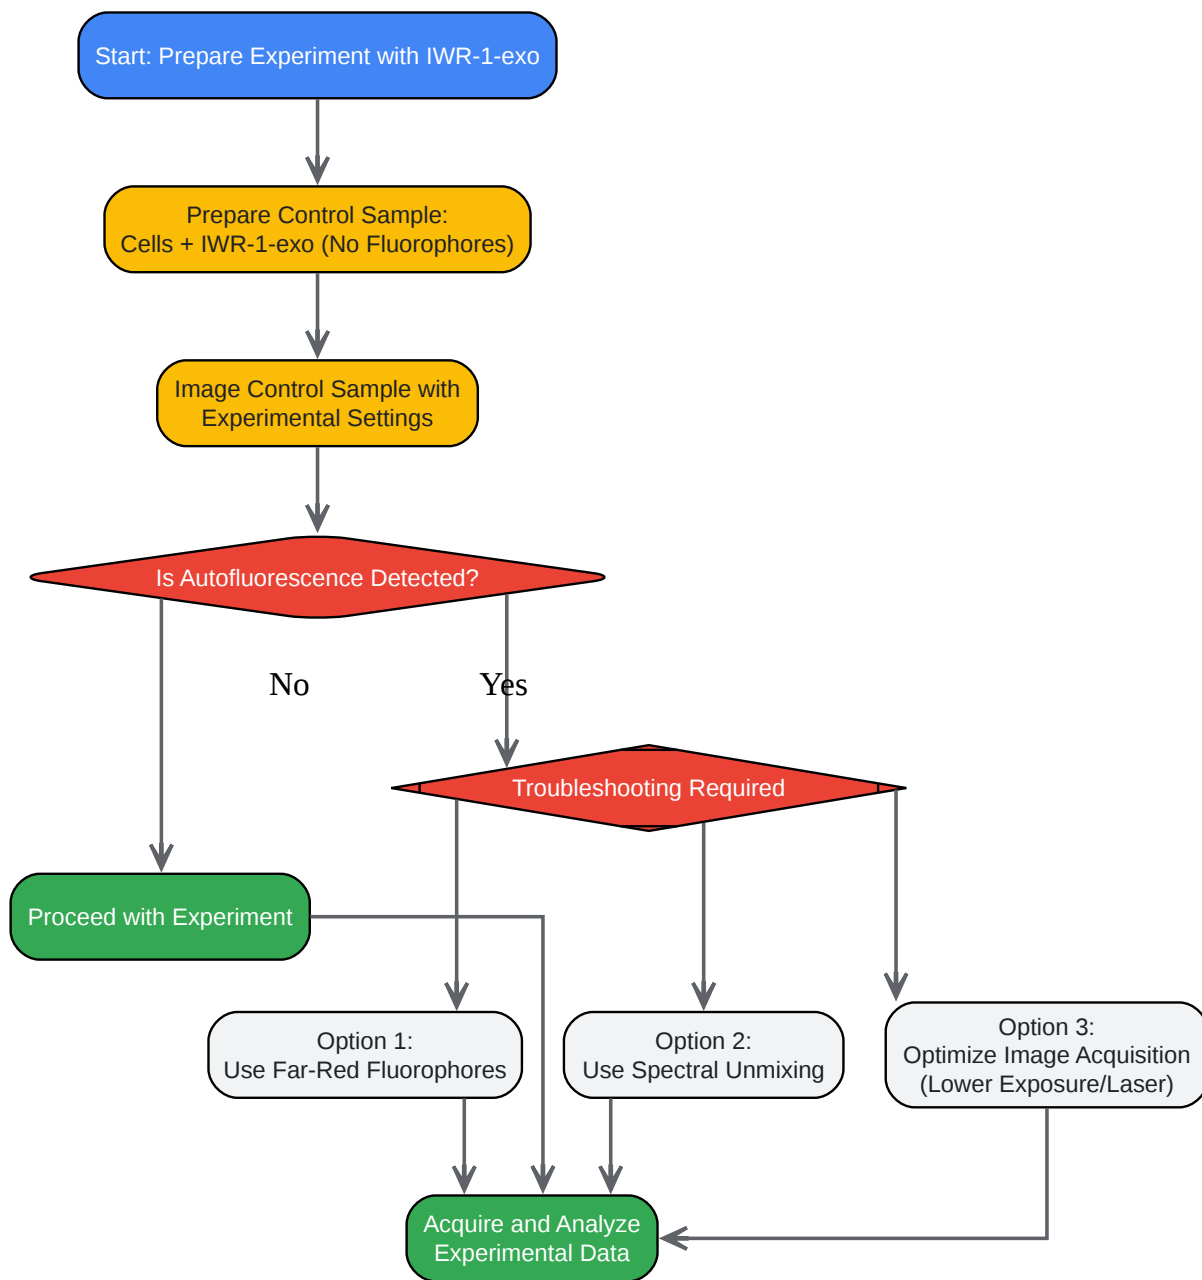 Start: Prepare Experiment with IWR-1-exo
Prepare Control Sample:
Cells + IWR-1-exo (No Fluorophores)
Image Control Sample with
Experimental Settings
Is Autofluorescence Detected?
No
Yes
Troubleshooting Required
Proceed with Experiment
Option 1:
Use Far-Red Fluorophores
Option 2:
Use Spectral Unmixing
Option 3:
Optimize Image Acquisition
(Lower Exposure/Laser)
Acquire and Analyze
Experimental Data